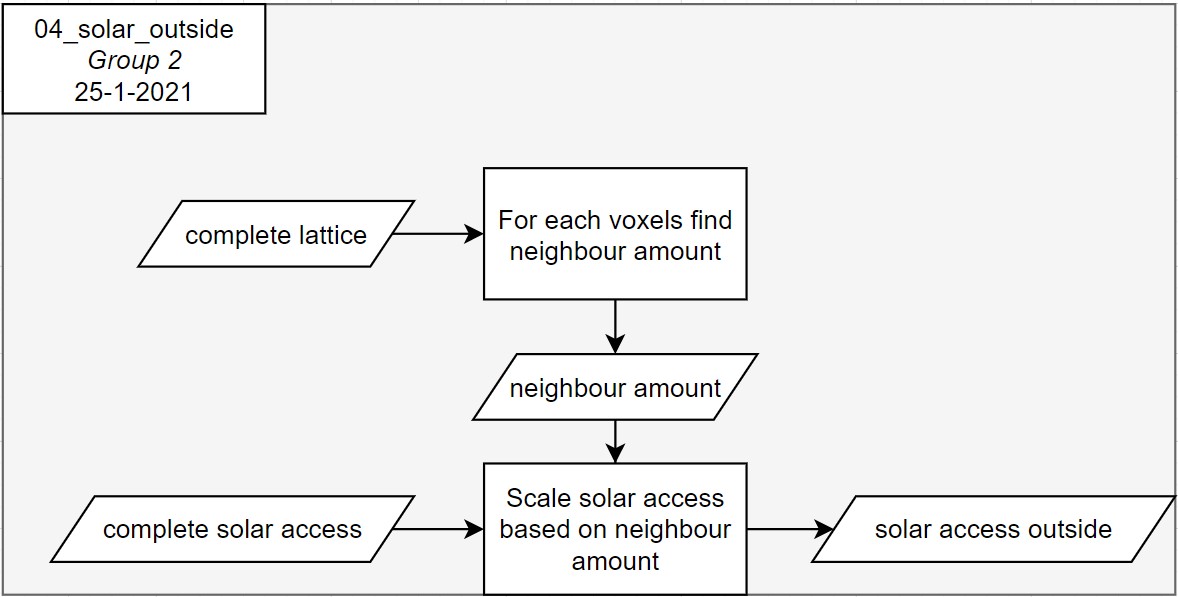 04_solar_outside
Group 2
25-1-2021
For each voxels find
neighbour amount
complete lattice
neighbour amount
Scale solar access
based on neighbour
amount
complete solar access
solar access outside